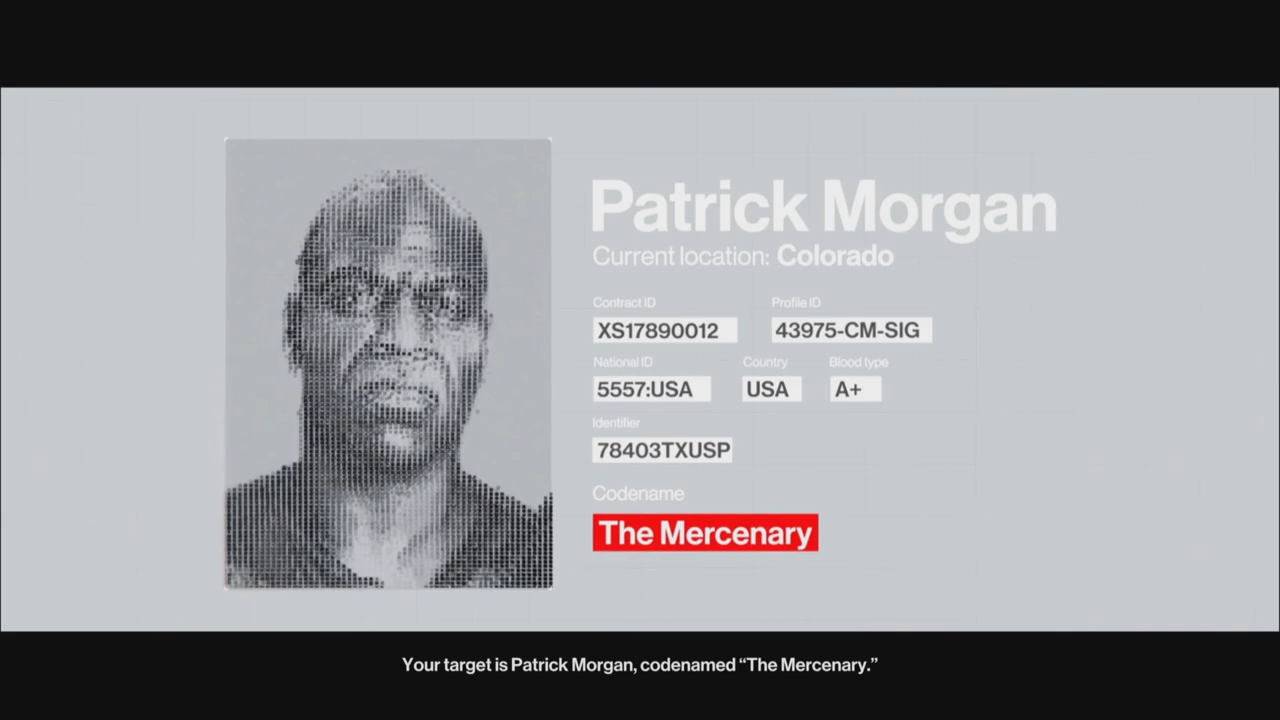 Patrick Morgan
Current location: Colorado
Contract ID Profile ID
XS17890012 43975-CM-SIG
National ID Country Blood type
5557:USA USA A+
Identifier
78403TXUSP
Codename
The Mercenary
Your target is Patrick Morgan, codenamed “The Mercenary.”